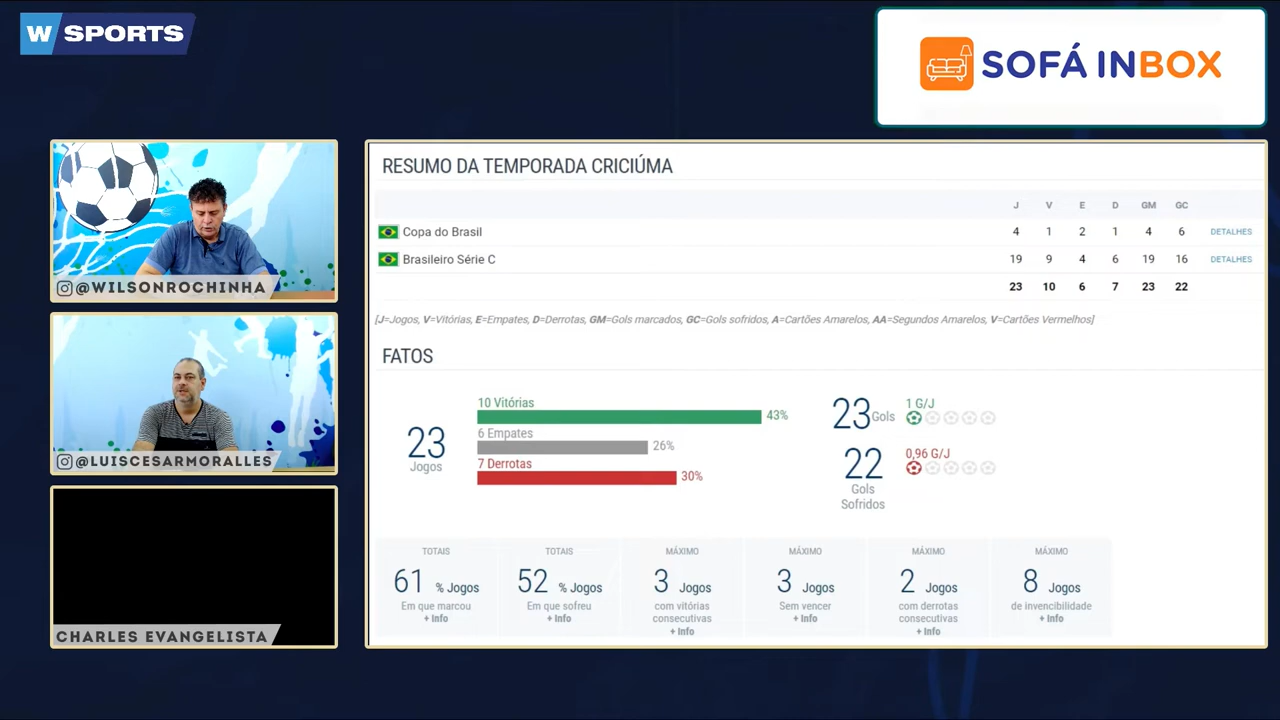 W SPORTS
SOFÁ INBOX
@WILSONROCHINHA
@LUISCESARMORALLES
CHARLES EVANGELISTA
RESUMO DA TEMPORADA CRICIÚMA
J V E D GM GC
Copa do Brasil 4 1 2 1 4 6 DETALHES
Brasileiro Série C 19 9 4 6 19 16 DETALHES
23 10 6 7 23 22
[J=Jogos, V=Vitórias, E=Empates, D=Derrotas, GM=Gols marcados, GC=Gols sofridos, A=Cartões Amarelos, AA=Segundos Amarelos, V=Cartões Vermelhos]
FATOS
23
Jogos
10 Vitórias
43%
6 Empates
26%
7 Derrotas
30%
23 Gols
1 G/J
22
Gols
Sofridos
0,96 G/J
TOTAIS
61 % Jogos
Em que marcou
+ Info
TOTAIS
52 % Jogos
Em que sofreu
+ Info
MÁXIMO
3 Jogos
com vitórias
consecutivas
+ Info
MÁXIMO
3 Jogos
Sem vencer
+ Info
MÁXIMO
2 Jogos
com derrotas
consecutivas
+ Info
MÁXIMO
8 Jogos
de invencibilidade
+ Info